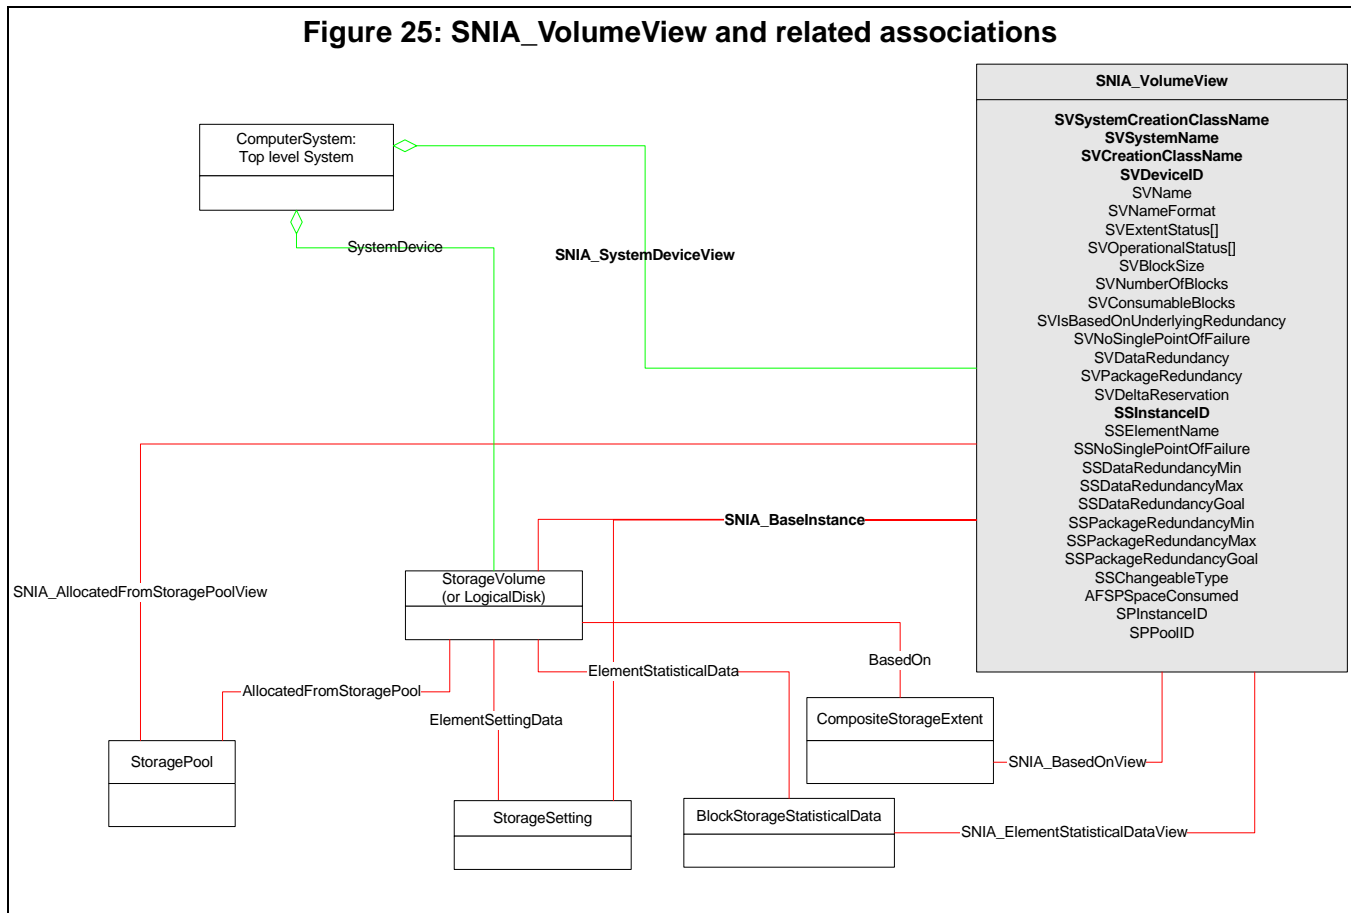 Figure 25: SNIA_VolumeView and related associations
SNIA_VolumeView
SVSystemCreationClassName
SVSystemName
SVCreationClassName
SVDeviceID
SVName
SVNameFormat
SVExtentStatus[]
SVOperationalStatus[]
SVBlockSize
SVNumberOfBlocks
SVConsumableBlocks
SVIsBasedOnUnderlyingRedundancy
SVNoSinglePointOfFailure
SVDataRedundancy
SVPackageRedundancy
SVDeltaReservation
SSInstanceID
SSElementName
SSNoSinglePointOfFailure
SSDataRedundancyMin
SSDataRedundancyMax
SSDataRedundancyGoal
SSPackageRedundancyMin
SSPackageRedundancyMax
SSPackageRedundancyGoal
SSChangeableType
AFSPSpaceConsumed
SPInstanceID
SPPoolID
ComputerSystem:
Top level System
SystemDevice
SNIA_SystemDeviceView
SNIA_BaseInstance
SNIA_AllocatedFromStoragePoolView
StorageVolume
(or LogicalDisk)
BasedOn
ElementStatisticalData
AllocatedFromStoragePool
ElementSettingData
CompositeStorageExtent
StoragePool
SNIA_BasedOnView
StorageSetting
BlockStorageStatisticalData
SNIA_ElementStatisticalDataView